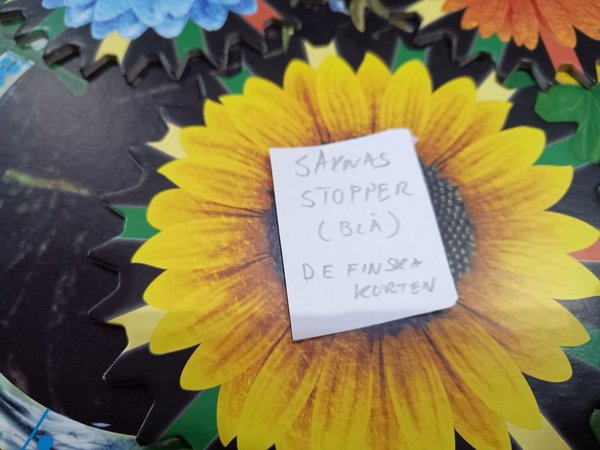 SAKNAS
STOPPER
(BLÅ)
DE FINSKA
KORTEN